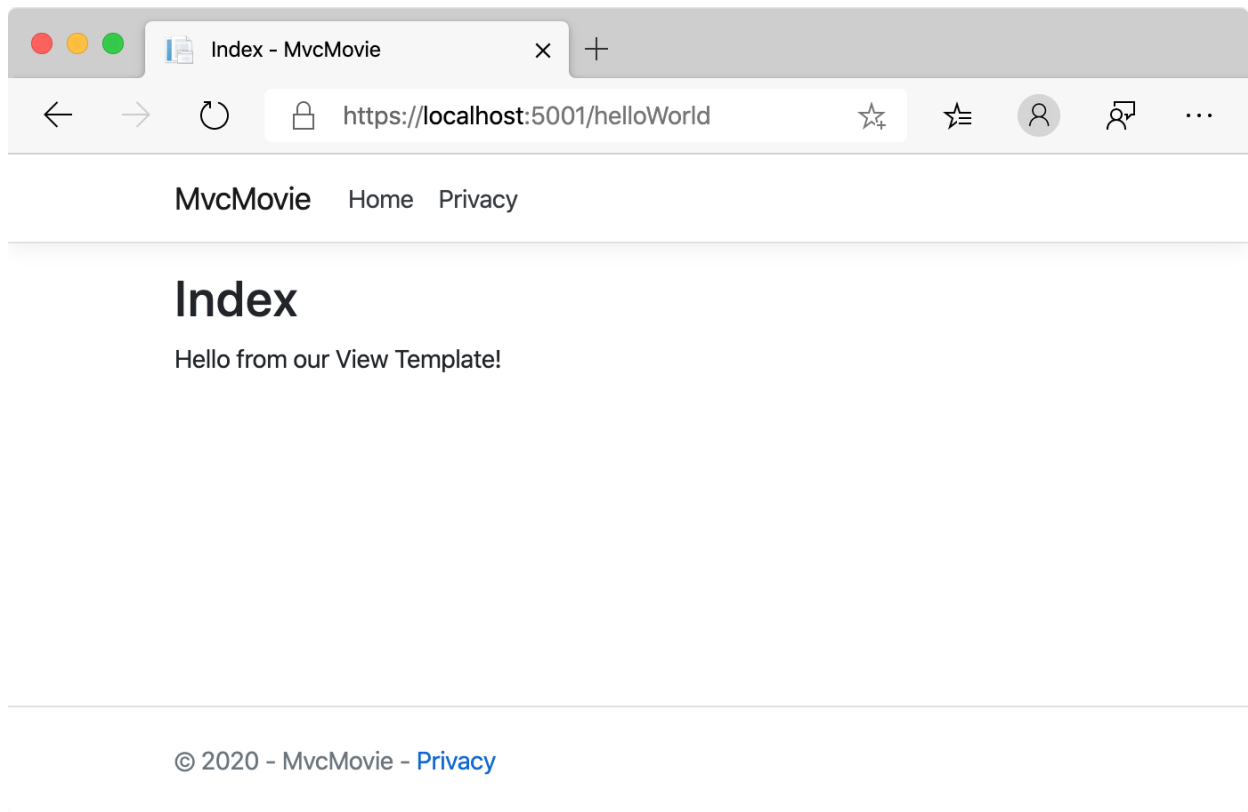 Index - MvcMovie
https://localhost:5001/helloWorld
MvcMovie Home Privacy
Index
Hello from our View Template!
© 2020 - MvcMovie - Privacy